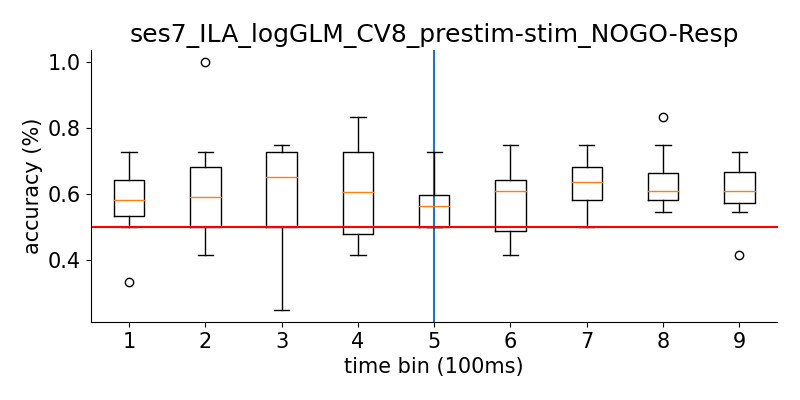 ses7_ILA_logGLM_CV8_prestim-stim_NOGO-Resp
accuracy (%)
1.0
0.8
0.6
0.4
1 2 3 4 5 6 7 8 9
time bin (100ms)